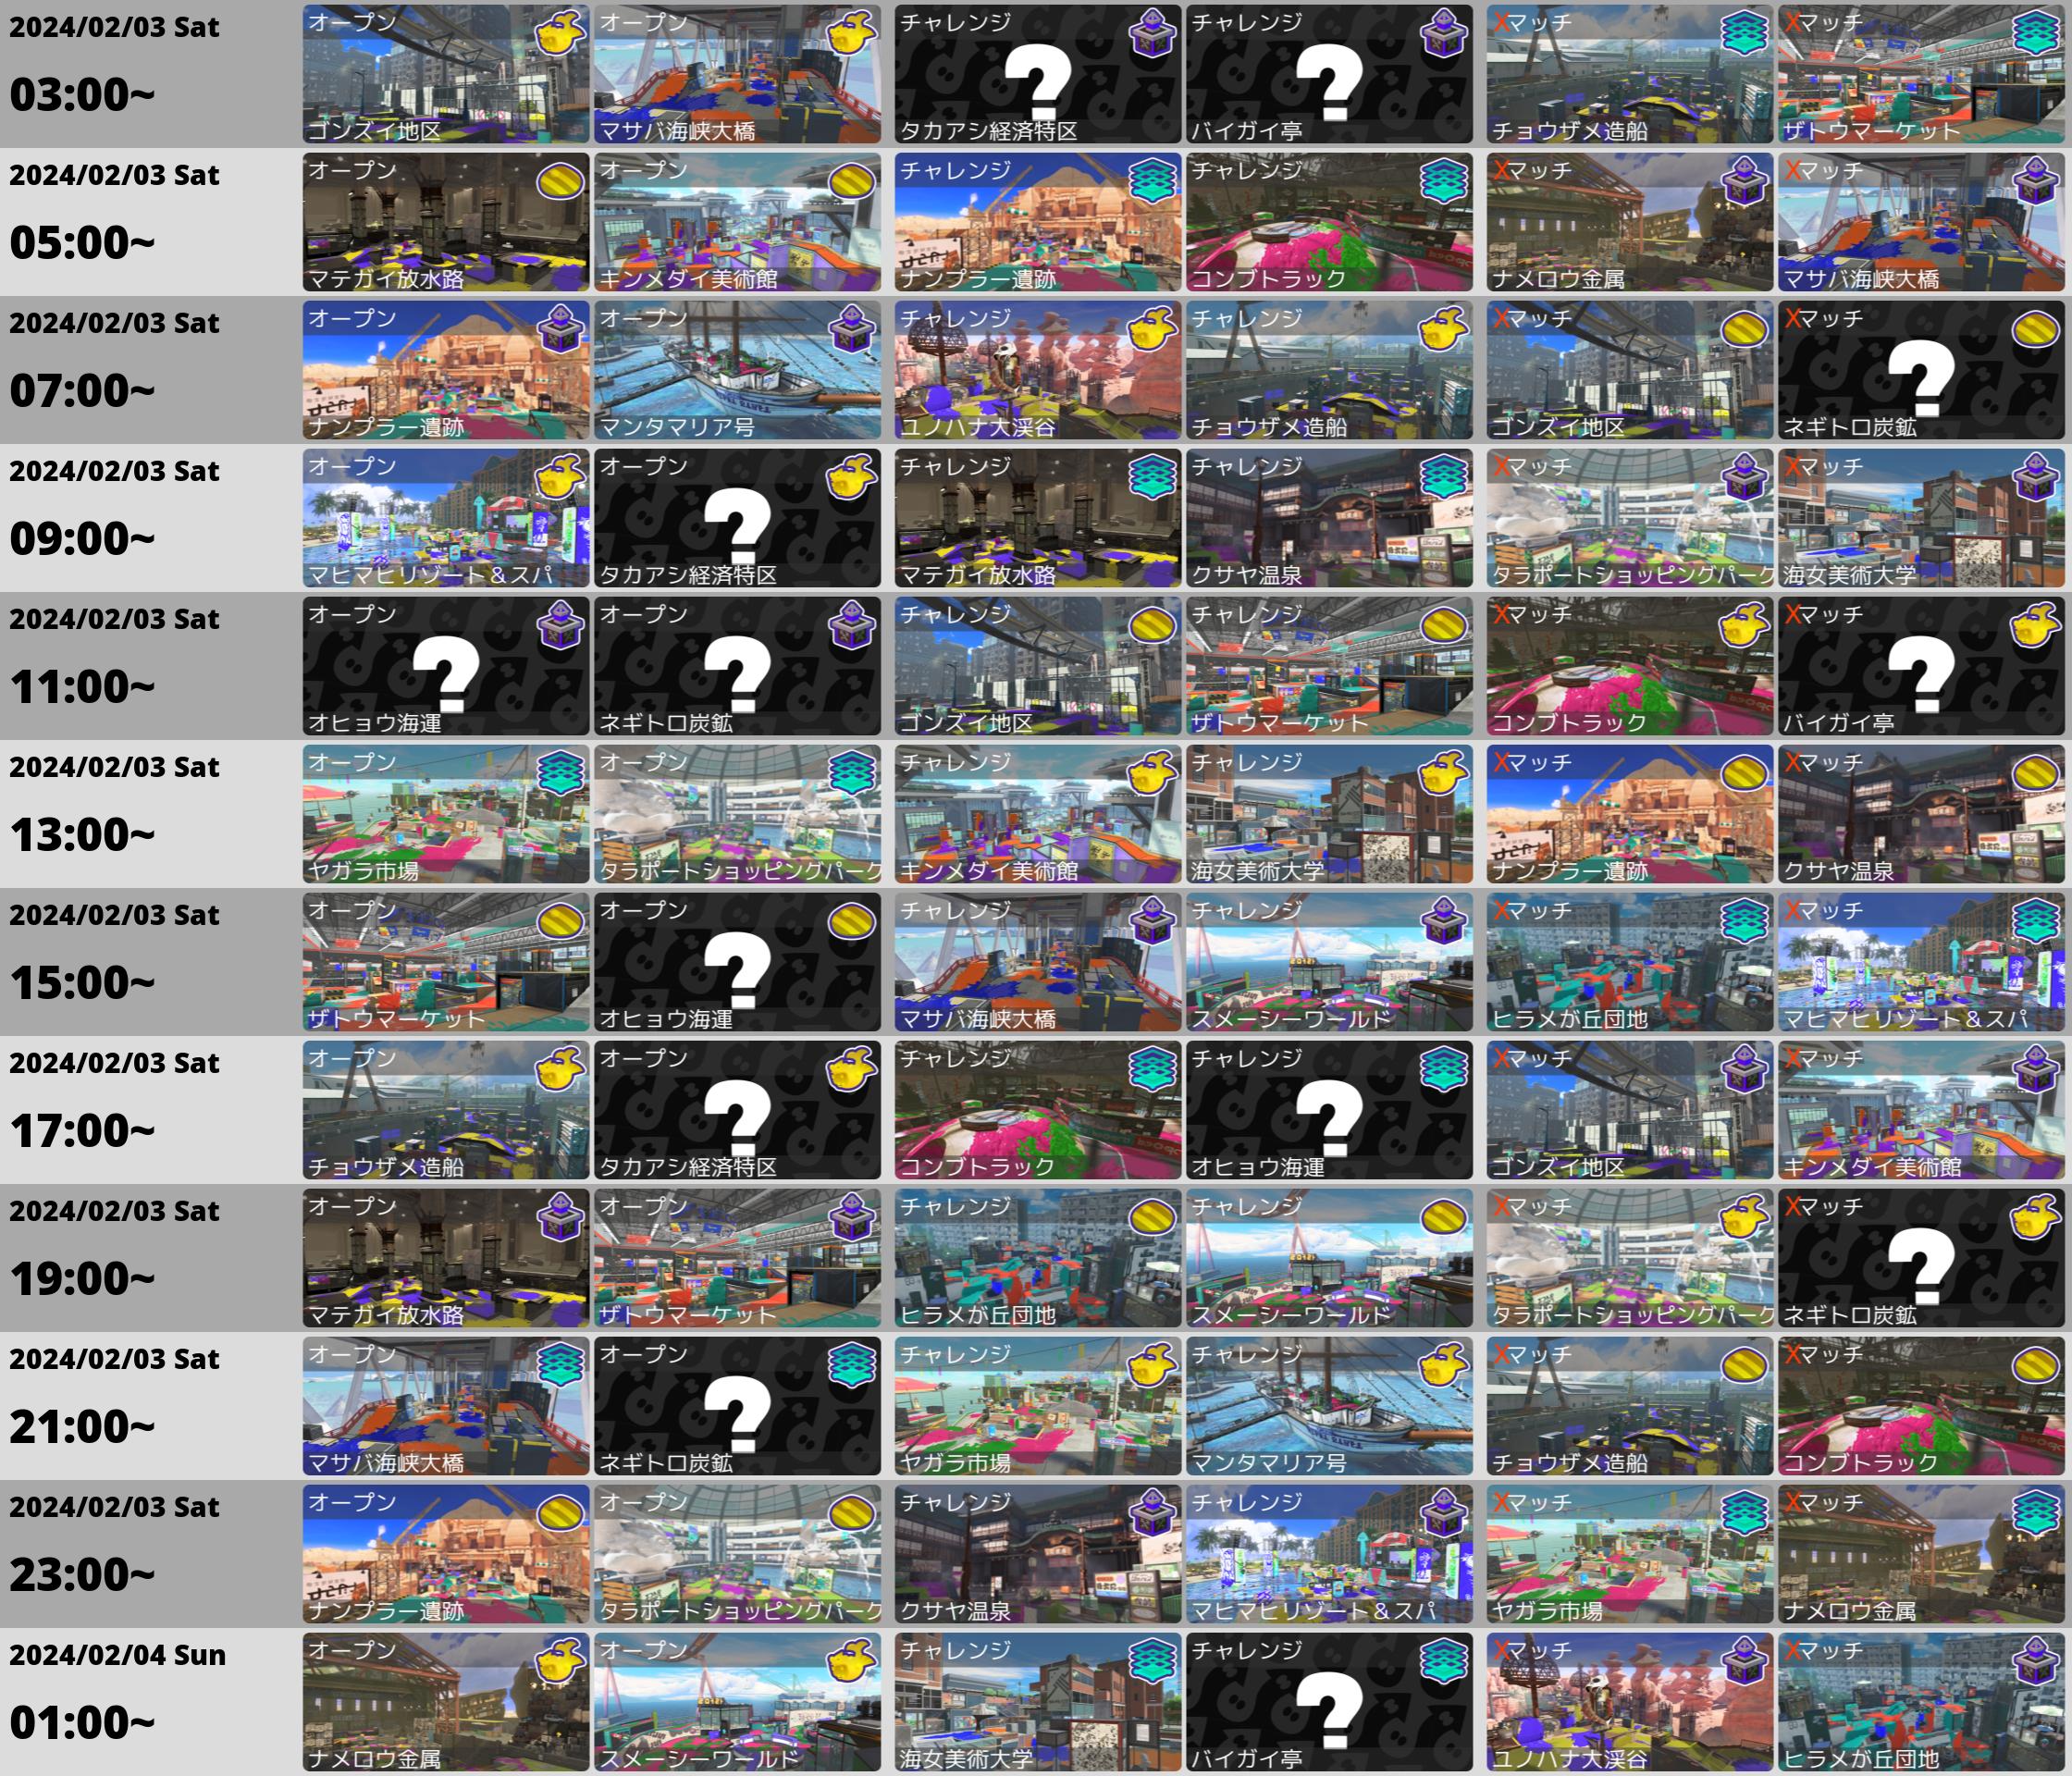 2024/02/03 Sat
03:00~
オープン
ゴンズイ地区
オープン
マサバ海峡大橋
チャレンジ
タカアシ経済特区
チャレンジ
バイガイ亭
Xマッチ
チョウザメ造船
Xマッチ
ザトウマーケット
2024/02/03 Sat
05:00~
オープン
マテガイ放水路
オープン
キンメダイ美術館
チャレンジ
ナンプラー遺跡
チャレンジ
コンブトラック
Xマッチ
ナメロウ金属
Xマッチ
マサバ海峡大橋
2024/02/03 Sat
07:00~
オープン
ナンプラー遺跡
オープン
マンタマリア号
チャレンジ
ユノハナ大渓谷
チャレンジ
チョウザメ造船
Xマッチ
ゴンズイ地区
Xマッチ
ネギトロ炭鉱
2024/02/03 Sat
09:00~
オープン
マヒマヒリゾート&スパ
オープン
タカアシ経済特区
チャレンジ
マテガイ放水路
チャレンジ
クサヤ温泉
Xマッチ
タラポートショッピングパーク
Xマッチ
海女美術大学
2024/02/03 Sat
11:00~
オープン
オヒョウ海運
オープン
ネギトロ炭鉱
チャレンジ
ゴンズイ地区
チャレンジ
ザトウマーケット
Xマッチ
コンブトラック
Xマッチ
バイガイ亭
2024/02/03 Sat
13:00~
オープン
ヤガラ市場
オープン
タラポートショッピングパーク
チャレンジ
キンメダイ美術館
チャレンジ
海女美術大学
Xマッチ
ナンプラー遺跡
Xマッチ
クサヤ温泉
2024/02/03 Sat
15:00~
オープン
ザトウマーケット
オープン
オヒョウ海運
チャレンジ
マサバ海峡大橋
チャレンジ
スメーシーワールド
Xマッチ
ヒラメが丘団地
Xマッチ
マヒマヒリゾート&スパ
2024/02/03 Sat
17:00~
オープン
チョウザメ造船
オープン
タカアシ経済特区
チャレンジ
コンブトラック
チャレンジ
オヒョウ海運
Xマッチ
ゴンズイ地区
Xマッチ
キンメダイ美術館
2024/02/03 Sat
19:00~
オープン
マテガイ放水路
オープン
ザトウマーケット
チャレンジ
ヒラメが丘団地
チャレンジ
スメーシーワールド
Xマッチ
タラポートショッピングパーク
Xマッチ
ネギトロ炭鉱
2024/02/03 Sat
21:00~
オープン
マサバ海峡大橋
オープン
ネギトロ炭鉱
チャレンジ
ヤガラ市場
チャレンジ
マンタマリア号
Xマッチ
チョウザメ造船
Xマッチ
コンブトラック
2024/02/03 Sat
23:00~
オープン
ナンプラー遺跡
オープン
タラポートショッピングパーク
チャレンジ
クサヤ温泉
チャレンジ
マヒマヒリゾート&スパ
Xマッチ
ヤガラ市場
Xマッチ
ナメロウ金属
2024/02/04 Sun
01:00~
オープン
ナメロウ金属
オープン
スメーシーワールド
チャレンジ
海女美術大学
チャレンジ
バイガイ亭
Xマッチ
ユノハナ大渓谷
Xマッチ
ヒラメが丘団地